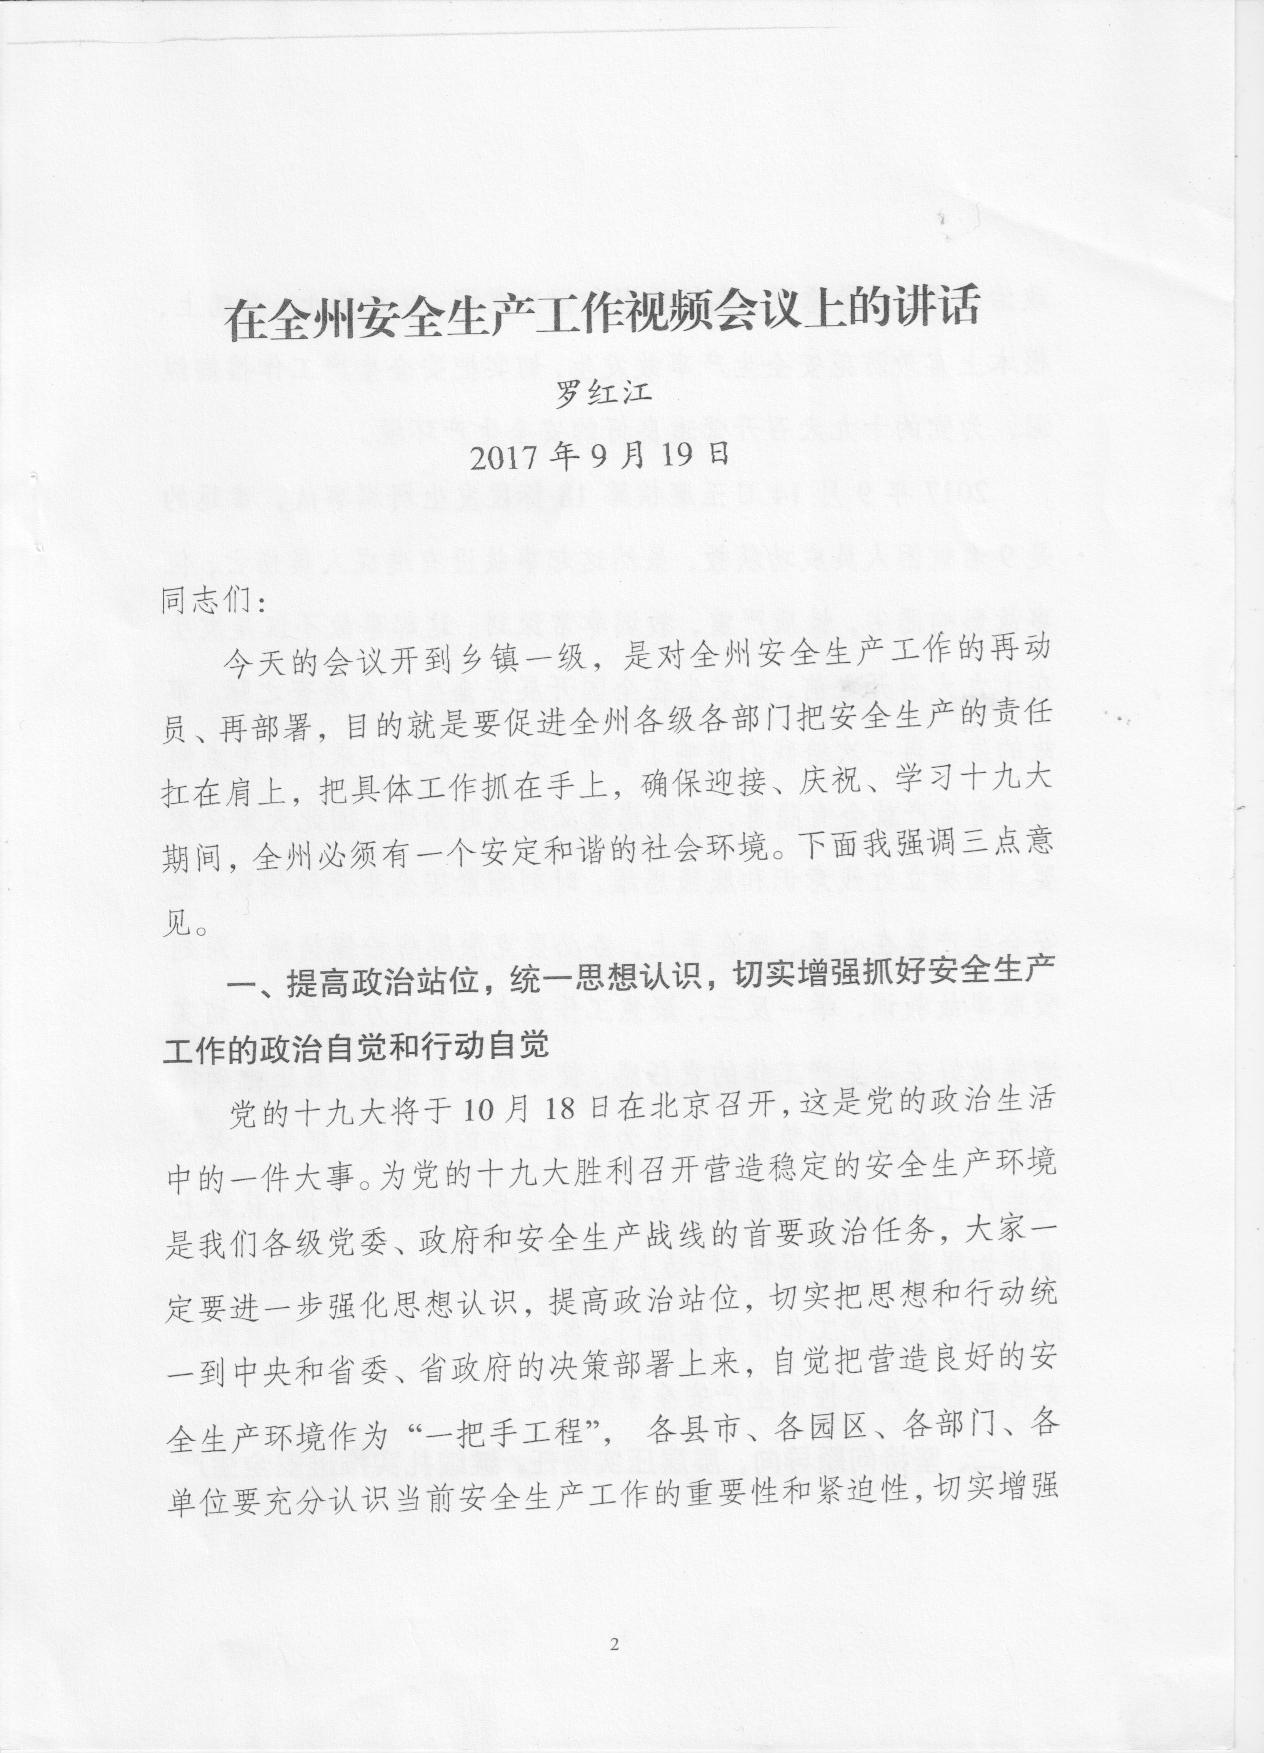 在全州安全生产工作视频会议上的讲话
罗红江
2017 年 9 月 19 日
同志们：
今天的会议开到乡镇一级，是对全州安全生产工作的再动
员、再部署，目的就是要促进全州各级各部门把安全生产的责任
扛在肩上，把具体工作抓在手上，确保迎接、庆祝、学习十九大
期间，全州必须有一个安定和谐的社会环境。下面我强调三点意
见。
一、提高政治站位，统一思想认识，切实增强抓好安全生产
工作的政治自觉和行动自觉
党的十九大将于 10 月 18 日在北京召开，这是党的政治生活
中的一件大事。为党的十九大胜利召开营造稳定的安全生产环境
是我们各级党委、政府和安全生产战线的首要政治任务，大家一
定要进一步强化思想认识，提高政治站位，切实把思想和行动统
一到中央和省委、省政府的决策部署上来，自觉把营造良好的安
全生产环境作为“一把手工程”， 各县市、各园区、各部门、各
单位要充分认识当前安全生产工作的重要性和紧迫性，切实增强
2